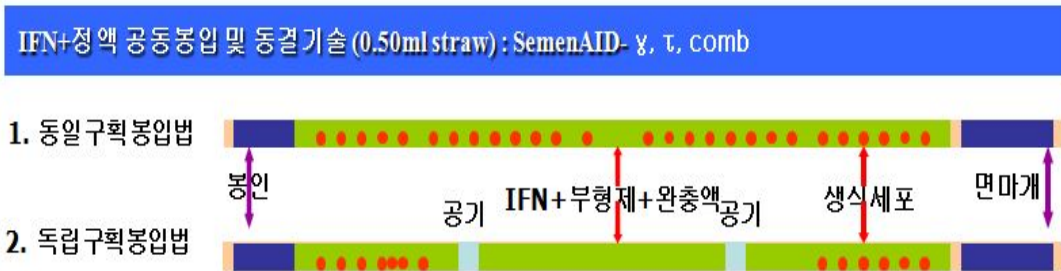 IFN+정액 공동봉입 및 동결기술 (0.50ml straw) : SemenAID- ɣ, τ, comb
1. 동일구획봉입법
봉인
공기
IFN+부형제+완충액
공기
생식세포
면마개
2. 독립구획봉입법